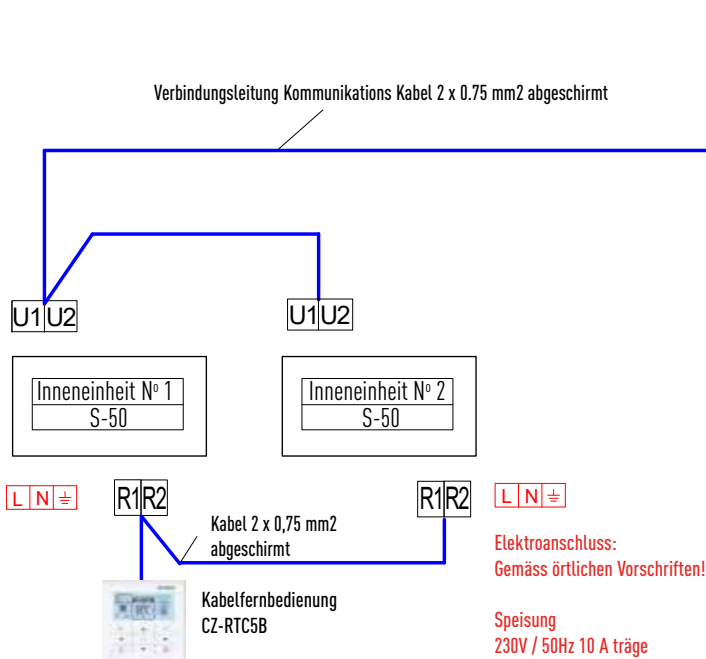 Verbindungsleitung Kommunikations Kabel 2 x 0.75 mm2 abgeschirmt
U1 U2
U1 U2
Inneneinheit Nº 1
S-50
Inneneinheit Nº 2
S-50
L N
R1 R2
R1 R2
L N
Kabel 2 x 0,75 mm2
abgeschirmt
Elektroanschluss:
Gemäss örtlichen Vorschriften!
Kabelfernbedienung
CZ-RTC5B
Speisung
230V / 50Hz 10 A träge